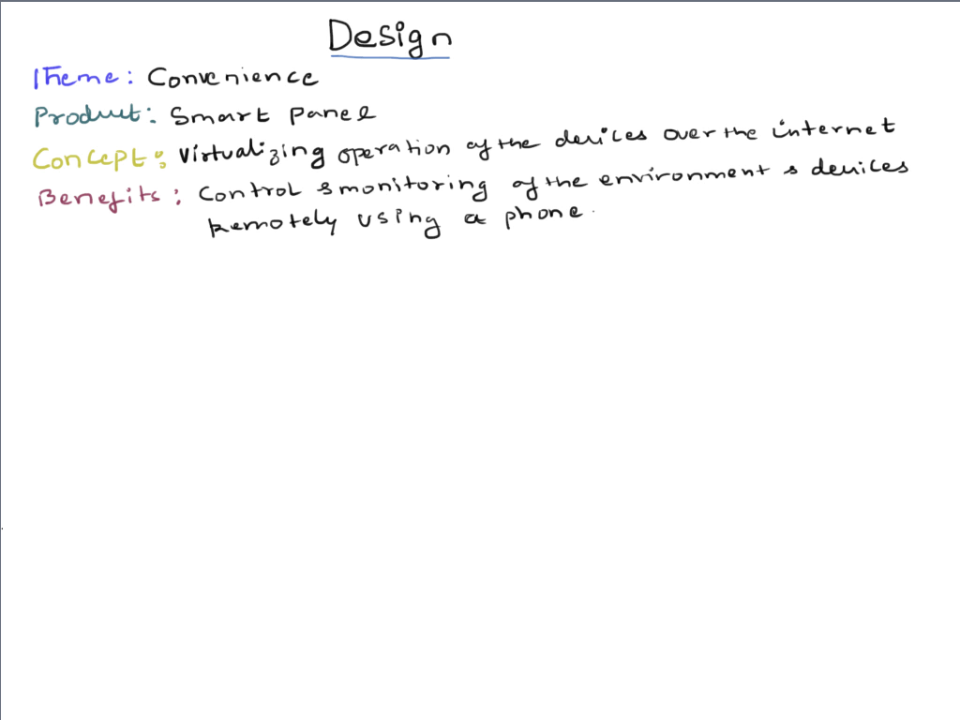 Design
Theme: Convenience
Product: Smart Panel
Concept: Virtualizing operation of the devices over the internet
Benefits: Control & monitoring of the environment & devices
Remotely using a phone.